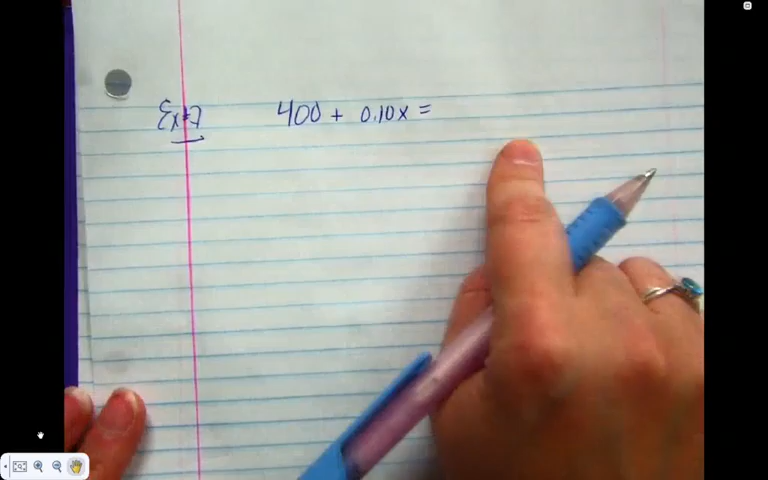 Ex #7 400 + 0.10x =